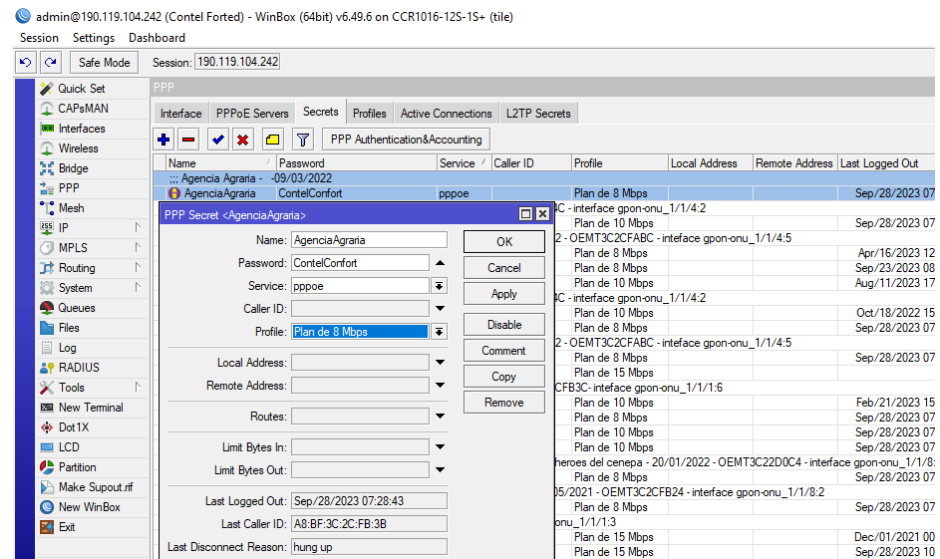 admin@190.119.104.242 (Contel Forted) - WinBox (64bit) v6.49.6 on CCR1016-12S-1S+ (tile)
Session Settings Dashboard
Safe Mode Session: 190.119.104.242
Quick Set
CAPsMAN
Interfaces
Wireless
Bridge
PPP
Mesh
IP
MPLS
Routing
System
Queues
Files
Log
RADIUS
Tools
New Terminal
Dot1X
LCD
Partition
Make Supout.rif
New WinBox
Exit
PPP
Interface PPPoE Servers Secrets Profiles Active Connections L2TP Secrets
PPP Authentication&Accounting
Name Password Service Caller ID Profile Local Address Remote Address Last Logged Out
::: Agencia Agraria - -09/03/2022
AgenciaAgraria ContelConfort pppoe Plan de 8 Mbps Sep/28/2023 07
4C - interface gpon-onu_1/1/4:2
Plan de 10 Mbps Sep/28/2023 07
2 - OEMT3C2CFABC - inteface gpon-onu_1/1/4:5
Plan de 8 Mbps Apr/16/2023 12
Plan de 8 Mbps Sep/23/2023 08
Plan de 10 Mbps Aug/11/2023 17
4C - interface gpon-onu_1/1/4:2
Plan de 10 Mbps Oct/18/2022 15
Plan de 8 Mbps Sep/28/2023 07
2 - OEMT3C2CFABC - inteface gpon-onu_1/1/4:5
Plan de 8 Mbps Sep/28/2023 07
Plan de 15 Mbps
CFB3C- inteface gpon-onu_1/1/1:6
Plan de 10 Mbps Feb/21/2023 15
Plan de 8 Mbps Sep/28/2023 07
Plan de 10 Mbps Sep/28/2023 07
Plan de 10 Mbps Sep/28/2023 07
heroes del cenepa - 20/01/2022 - OEMT3C22D0C4 - interface gpon-onu_1/1/8:
Plan de 8 Mbps Sep/28/2023 07
05/2021 - OEMT3C2CFB24 - interface gpon-onu_1/1/8:2
Plan de 8 Mbps Sep/28/2023 07
onu_1/1/1:3
Plan de 15 Mbps Dec/01/2021 00
Plan de 15 Mbps Sep/28/2023 10
PPP Secret <AgenciaAgraria>
Name: AgenciaAgraria
Password: ContelConfort
Service: pppoe
Caller ID:
Profile: Plan de 8 Mbps
Local Address:
Remote Address:
Routes:
Limit Bytes In:
Limit Bytes Out:
Last Logged Out: Sep/28/2023 07:28:43
Last Caller ID: A8:BF:3C:2C:FB:3B
Last Disconnect Reason: hung up
OK
Cancel
Apply
Disable
Comment
Copy
Remove